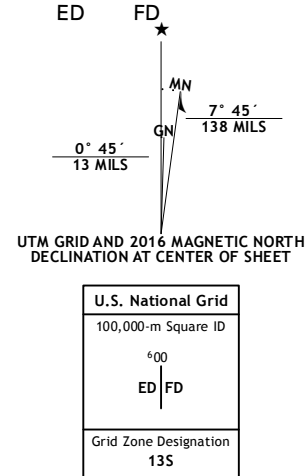 ED FD
MN
GN
7° 45´
138 MILS
0° 45´
13 MILS
UTM GRID AND 2016 MAGNETIC NORTH
DECLINATION AT CENTER OF SHEET
U.S. National Grid
100,000-m Square ID
⁶00
ED FD
Grid Zone Designation
13S